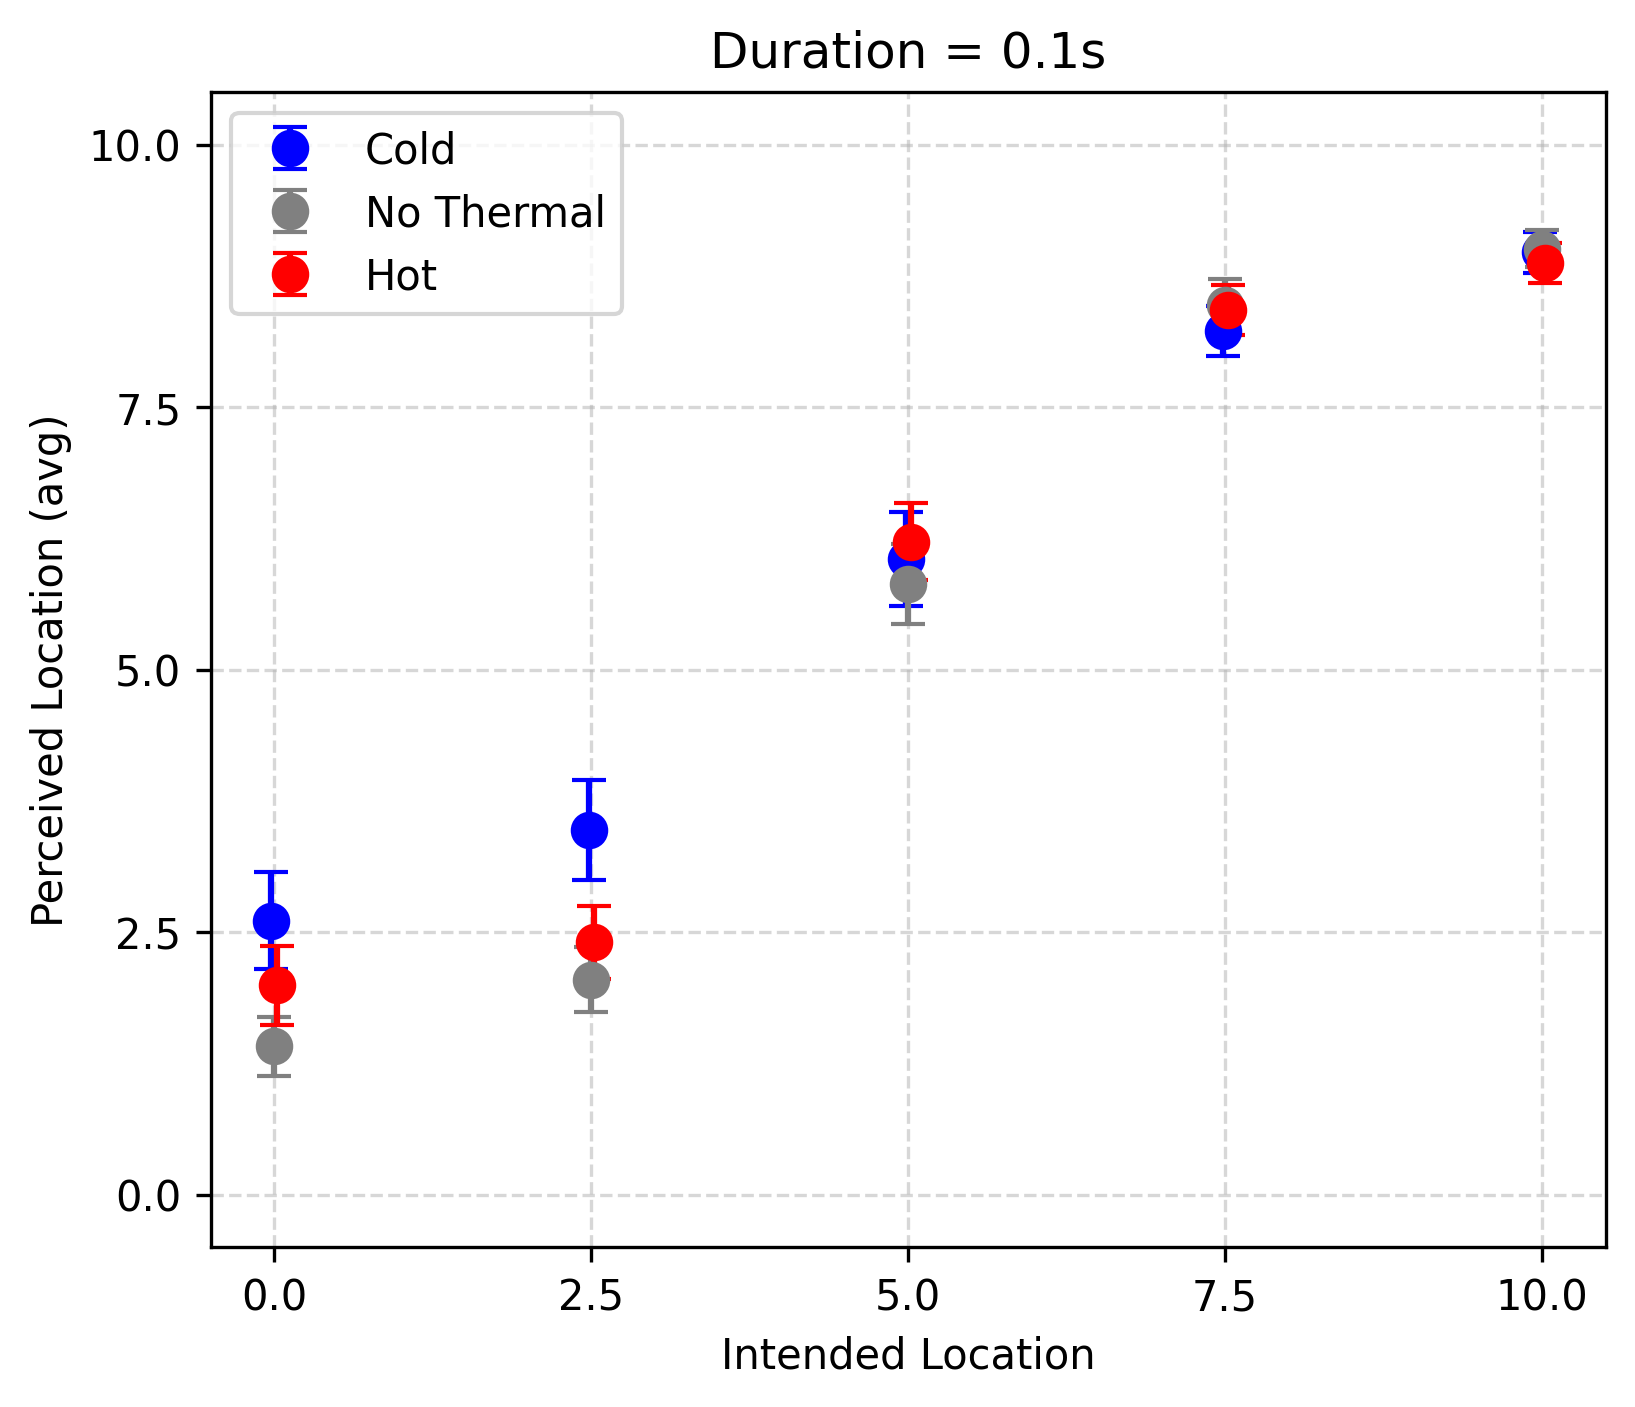 Duration = 0.1s
Cold
No Thermal
Hot
10.0
7.5
5.0
2.5
0.0
Perceived Location (avg)
0.0 2.5 5.0 7.5 10.0
Intended Location